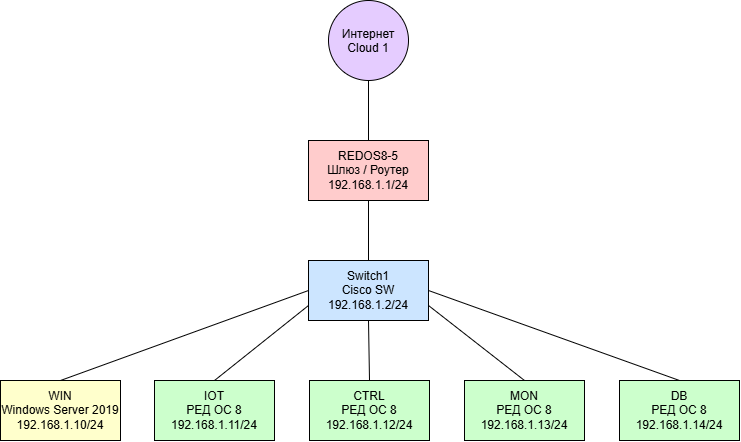 Интернет
Cloud 1
REDOS8-5
Шлюз / Роутер
192.168.1.1/24
Switch1
Cisco SW
192.168.1.2/24
WIN
Windows Server 2019
192.168.1.10/24
IOT
РЕД ОС 8
192.168.1.11/24
CTRL
РЕД ОС 8
192.168.1.12/24
MON
РЕД ОС 8
192.168.1.13/24
DB
РЕД ОС 8
192.168.1.14/24